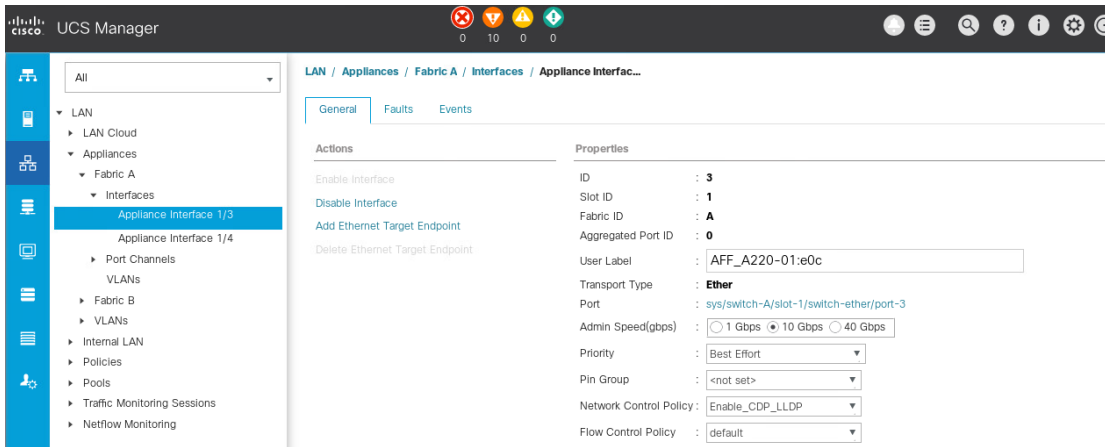 cisco UCS Manager
0 10 0 0
All
LAN
LAN Cloud
Appliances
Fabric A
Interfaces
Appliance Interface 1/3
Appliance Interface 1/4
Port Channels
VLANs
Fabric B
VLANs
Internal LAN
Policies
Pools
Traffic Monitoring Sessions
Netflow Monitoring
LAN / Appliances / Fabric A / Interfaces / Appliance Interfac...
General Faults Events
Actions
Enable Interface
Disable Interface
Add Ethernet Target Endpoint
Delete Ethernet Target Endpoint
Properties
ID : 3
Slot ID : 1
Fabric ID : A
Aggregated Port ID : 0
User Label : AFF_A220-01:e0c
Transport Type : Ether
Port : sys/switch-A/slot-1/switch-ether/port-3
Admin Speed(gbps) : 1 Gbps 10 Gbps 40 Gbps
Priority : Best Effort
Pin Group : <not set>
Network Control Policy : Enable_CDP_LLDP
Flow Control Policy : default